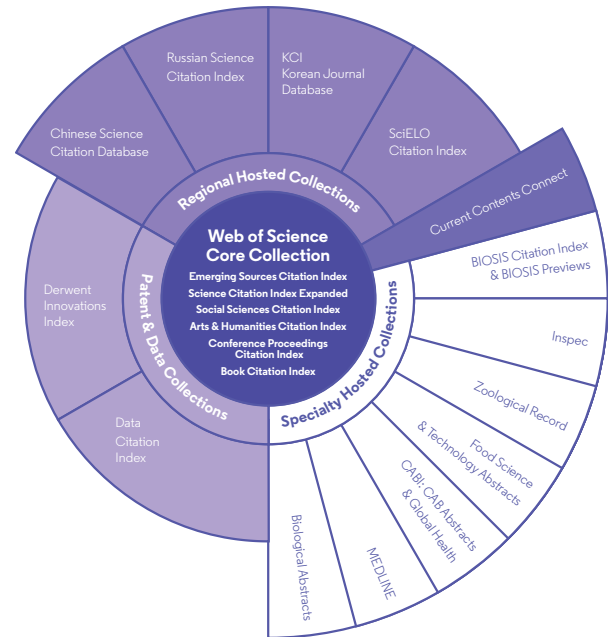 Russian Science
Citation Index
KCI
Korean Journal
Database
Chinese Science
Citation Database
SciELO
Citation Index
Regional Hosted Collections
Current Contents Connect
Web of Science
Core Collection
Emerging Sources Citation Index
Science Citation Index Expanded
Social Sciences Citation Index
Arts & Humanities Citation Index
Conference Proceedings
Citation Index
Book Citation Index
BIOSIS Citation Index
& BIOSIS Previews
Derwent
Innovations
Index
Patent & Data Collections
Specialty Hosted Collections
Inspec
Zoological Record
Data
Citation
Index
Food Science
& Technology Abstracts
CABI: CAB Abstracts
& Global Health
MEDLINE
Biological Abstracts